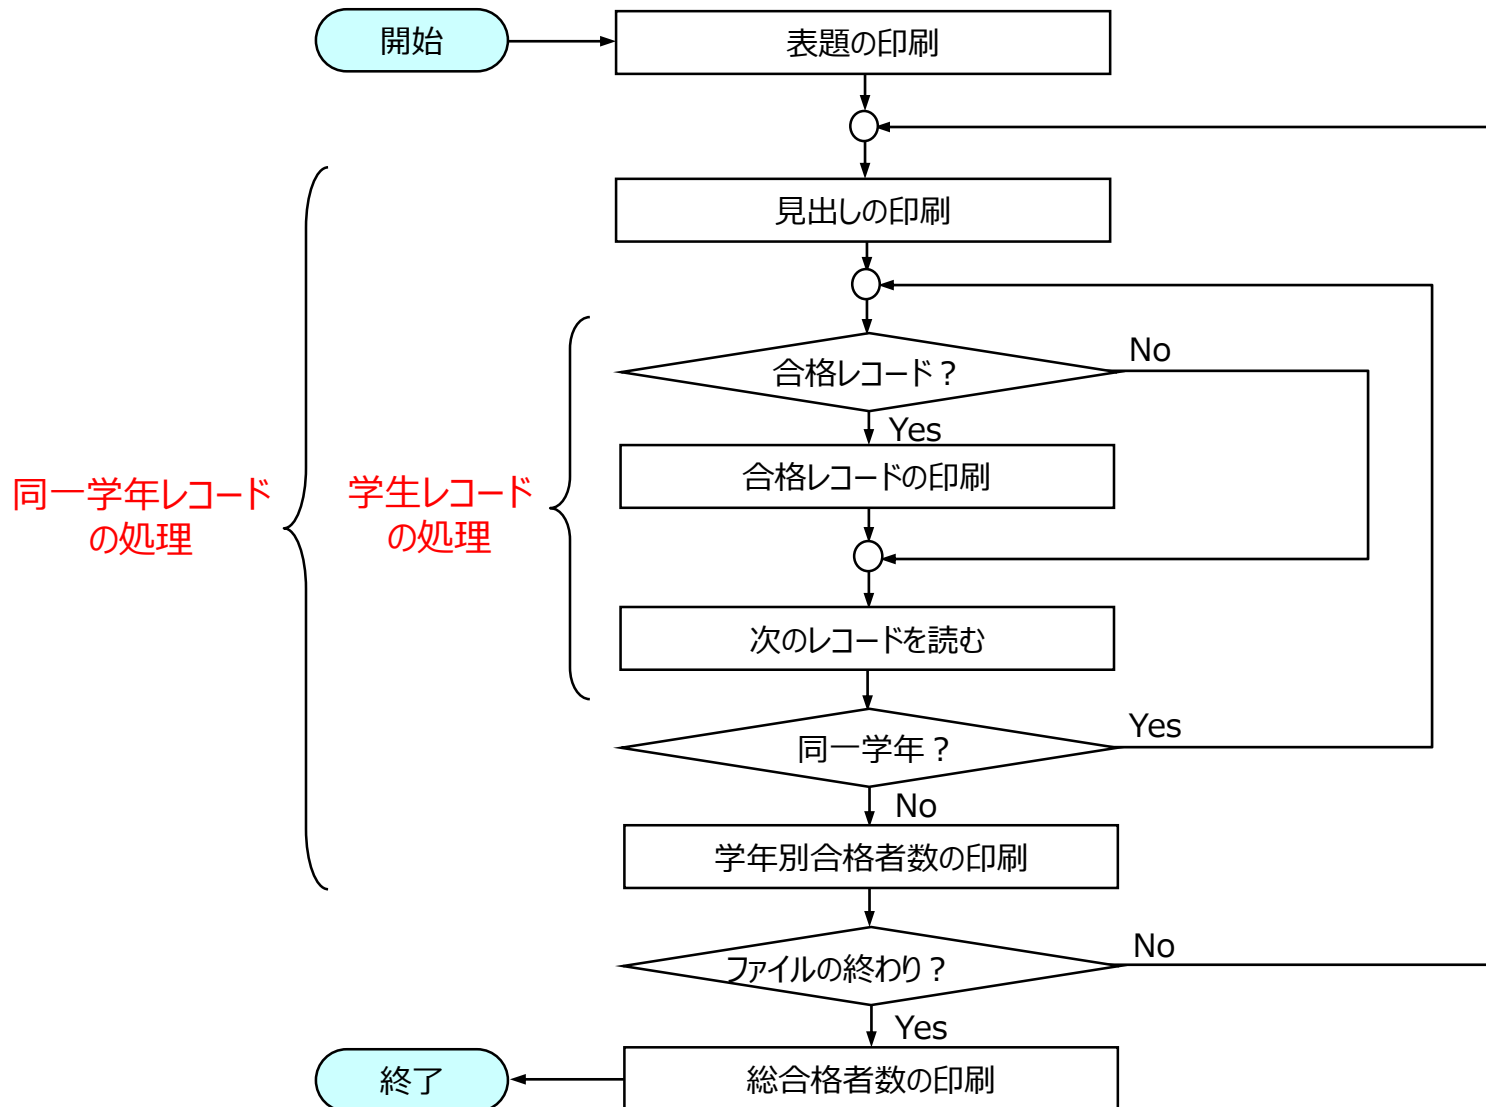 開始
表題の印刷
見出しの印刷
合格レコード？
No
Yes
合格レコードの印刷
同一学年レコード
の処理
学生レコード
の処理
次のレコードを読む
同一学年？
Yes
No
学年別合格者数の印刷
ファイルの終わり？
No
Yes
総合格者数の印刷
終了